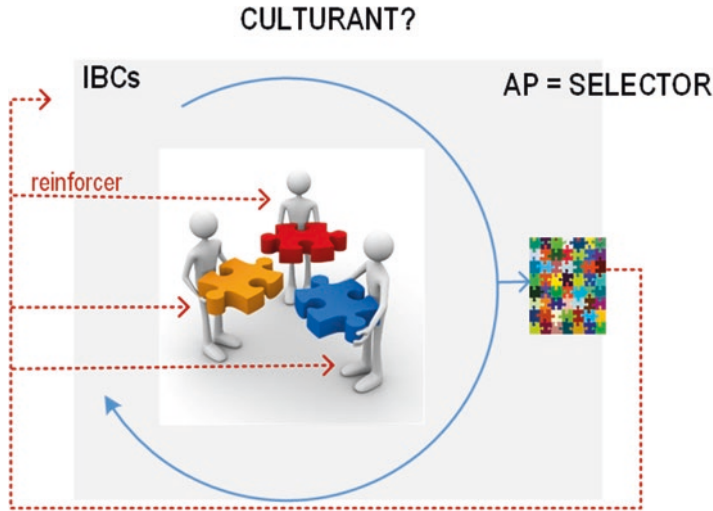 CULTURANT?
IBCs
AP = SELECTOR
reinforcer